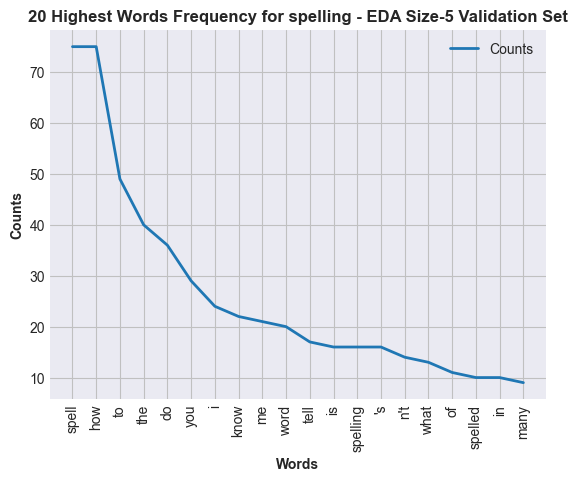 20 Highest Words Frequency for spelling - EDA Size-5 Validation Set
Counts
70
60
50
40
30
20
10
Counts
spell
how
to
the
do
you
i
know
me
word
tell
is
spelling
's
n't
what
of
spelled
in
many
Words